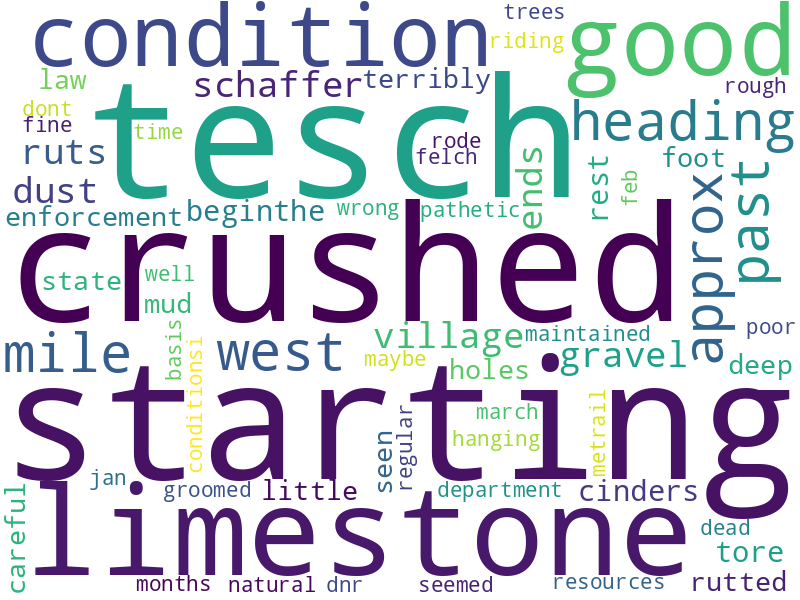 trees
condition
good
riding
law
schaffer
terribly
rough
dont
tesch
heading
fine
time
rode
ruts
felch
foot
ends
rest
feb
dust
approx
past
enforcement
beginthe
wrong
pathetic
crushed
state
well
mud
basis
village
maintained
poor
mile
west
conditionsi
maybe
gravel
holes
deep
starting
march
metrail
regular
seen
hanging
jan
groomed
little
department
cinders
careful
limestone
dead
tore
months
natural
dnr
seemed
resources
rutted